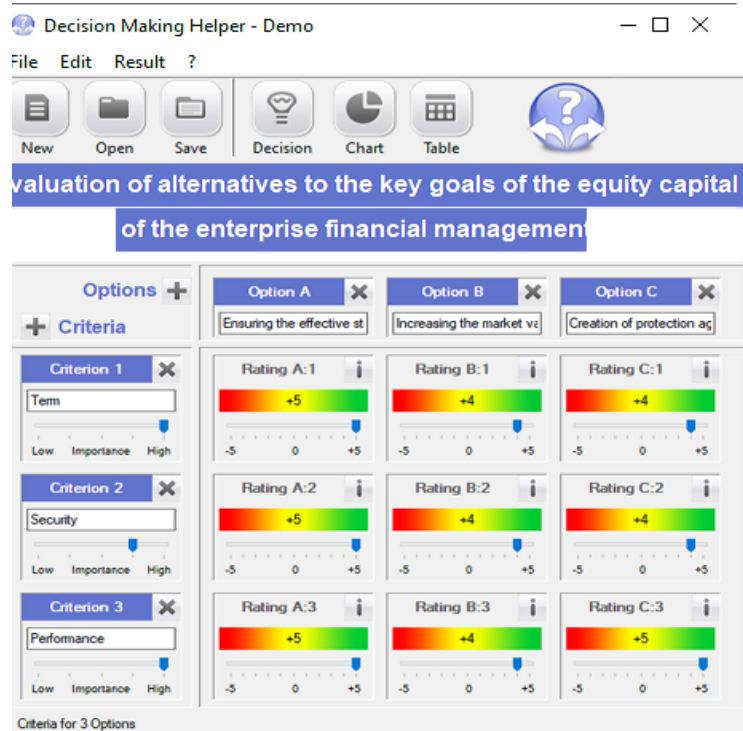 Decision Making Helper - Demo
File Edit Result ?
New Open Save Decision Chart Table
valuation of alternatives to the key goals of the equity capital
of the enterprise financial management
Options
Criteria
Option A Option B Option C
Ensuring the effective st Increasing the market va Creation of protection ag
Criterion 1 Rating A:1 Rating B:1 Rating C:1
Term +5 +4 +4
Low Importance High -5 0 +5 -5 0 +5 -5 0 +5
Criterion 2 Rating A:2 Rating B:2 Rating C:2
Security +5 +4 +4
Low Importance High -5 0 +5 -5 0 +5 -5 0 +5
Criterion 3 Rating A:3 Rating B:3 Rating C:3
Performance +5 +4 +5
Low Importance High -5 0 +5 -5 0 +5 -5 0 +5
Criteria for 3 Options